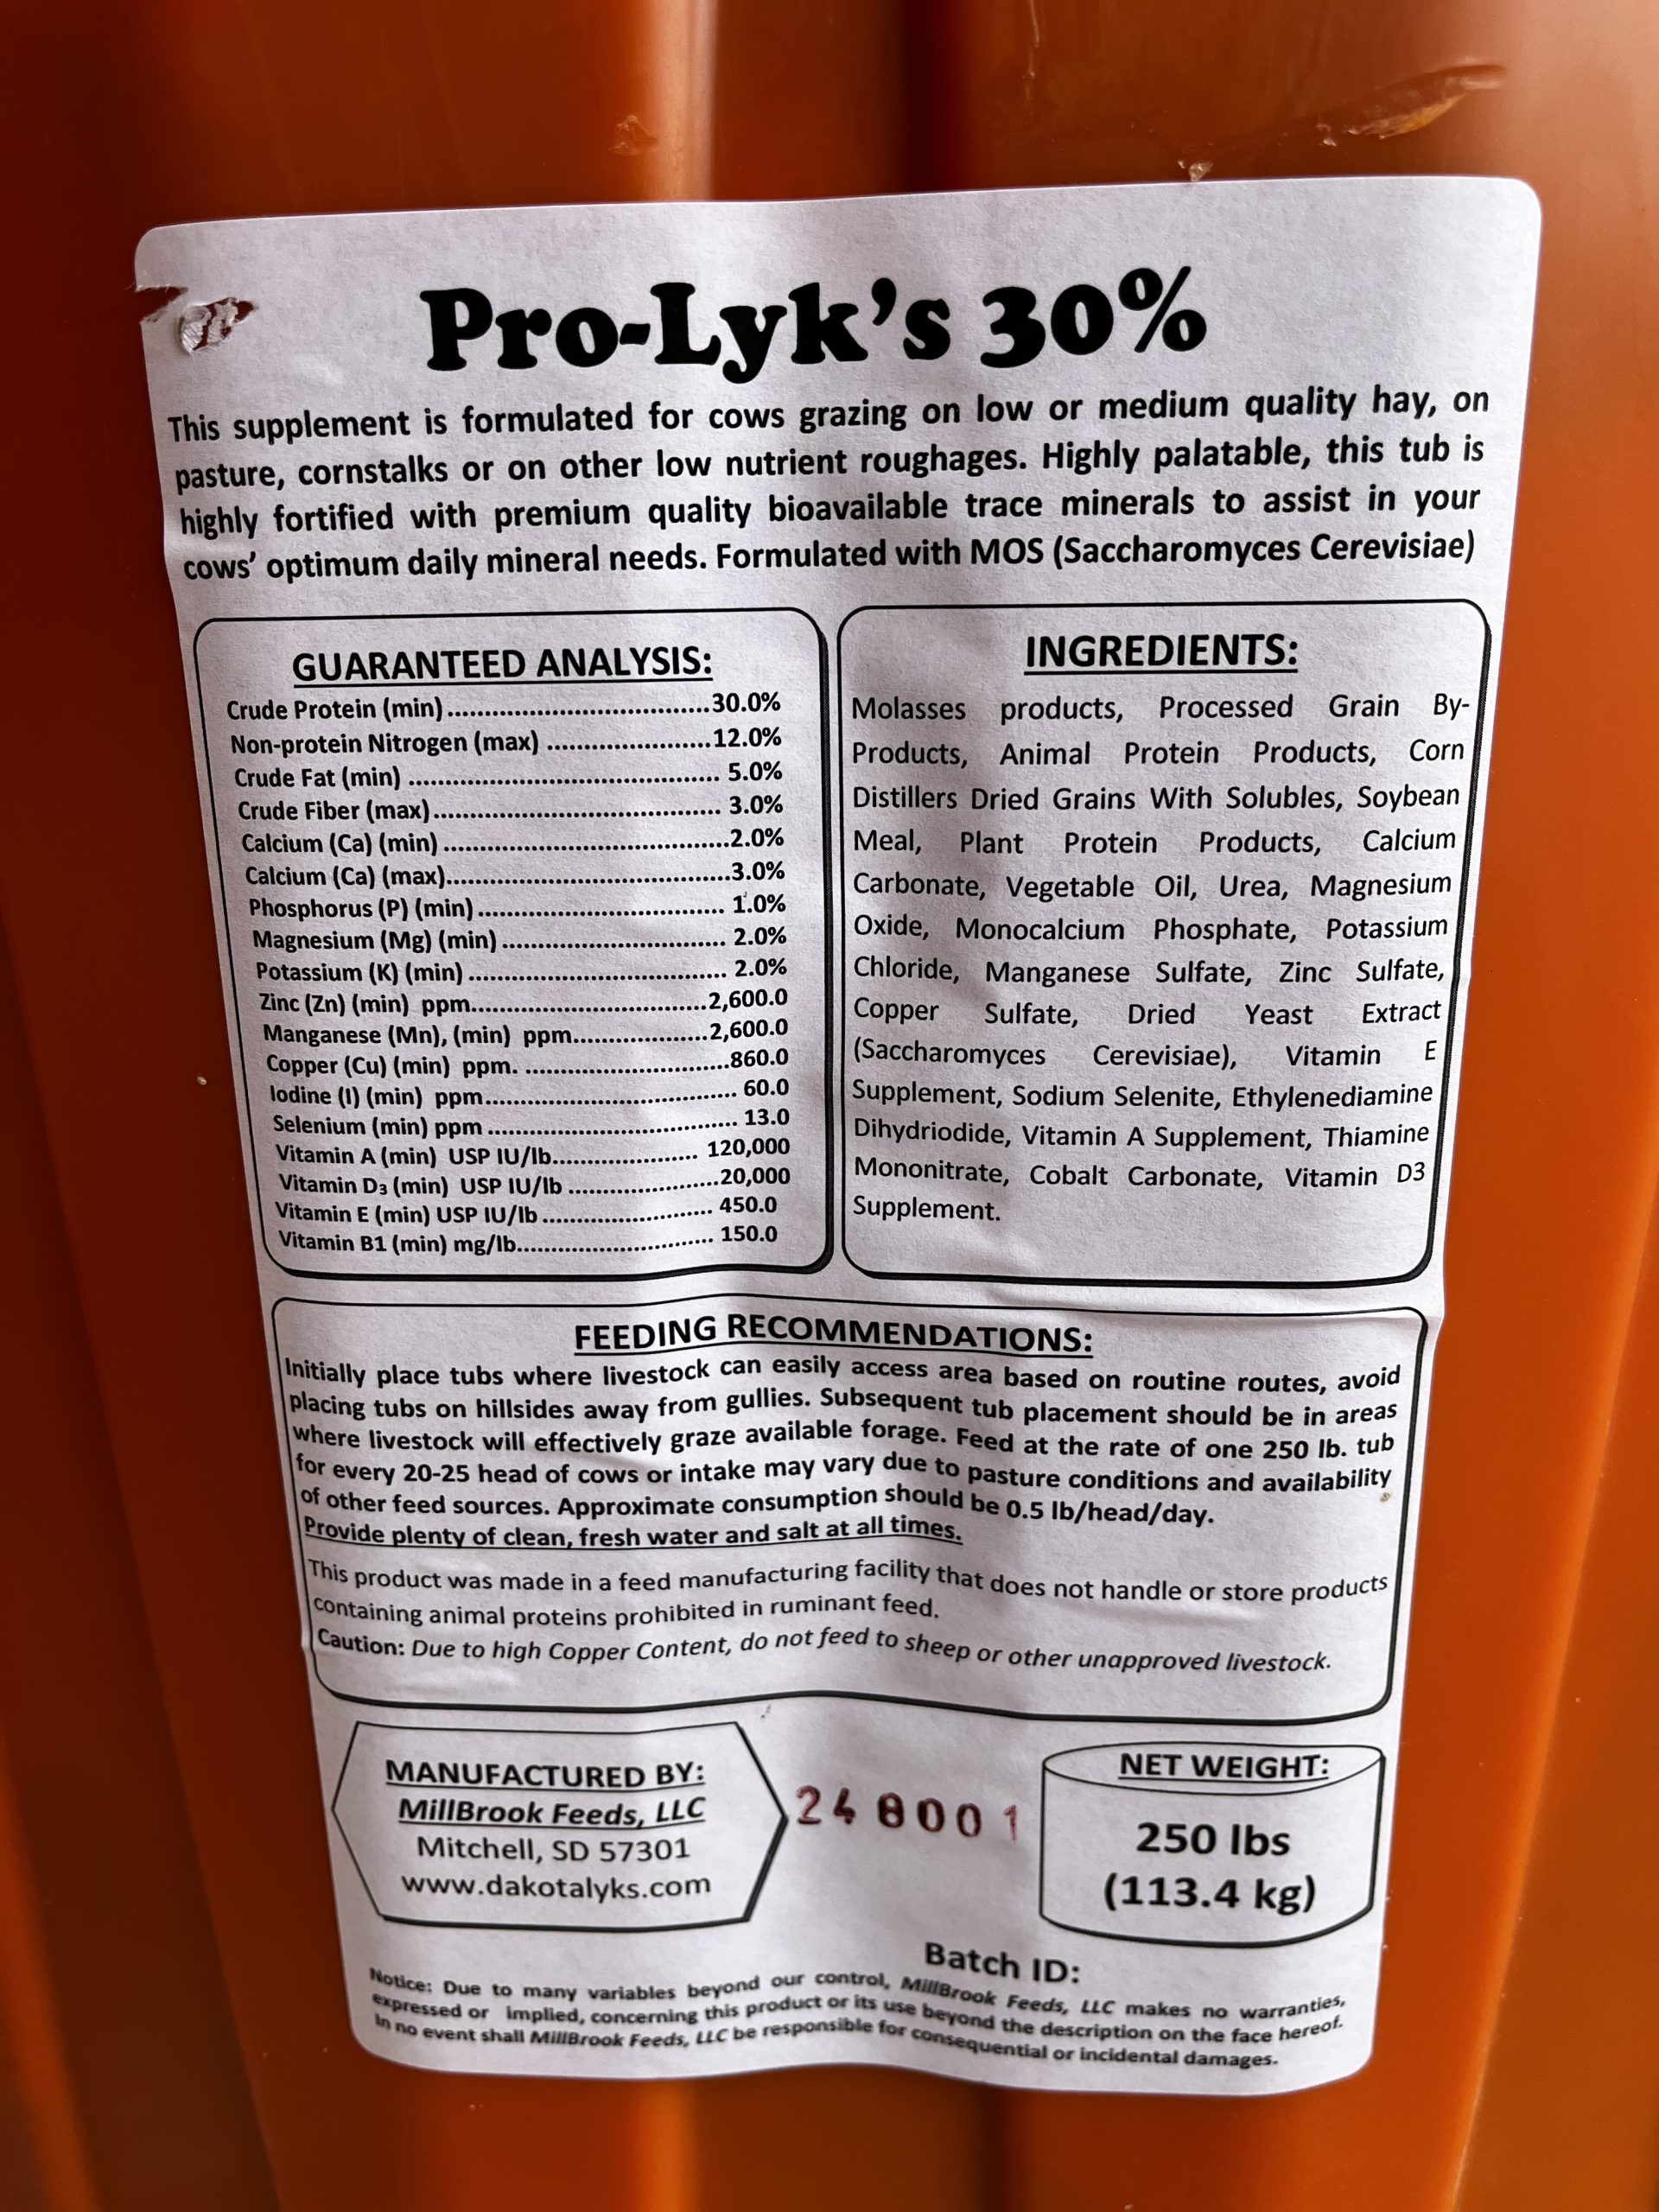 Pro-Lyk's 30%
This supplement is formulated for cows grazing on low or medium quality hay, on
pasture, cornstalks or on other low nutrient roughages. Highly palatable, this tub is
highly fortified with premium quality bioavailable trace minerals to assist in your
cows' optimum daily mineral needs. Formulated with MOS (Saccharomyces Cerevisiae)
GUARANTEED ANALYSIS:
Crude Protein (min)..........30.0%
Non-protein Nitrogen (max) ..........12.0%
Crude Fat (min) .......... 5.0%
Crude Fiber (max).......... 3.0%
Calcium (Ca) (min)..........2.0%
Calcium (Ca) (max)..........3.0%
Phosphorus (P) (min).......... 1.0%
Magnesium (Mg) (min).......... 2.0%
Potassium (K) (min).......... 2.0%
Zinc (Zn) (min) ppm..........2,600.0
Manganese (Mn), (min) ppm..........2,600.0
Copper (Cu) (min) ppm. ..........860.0
Iodine (I) (min) ppm.......... 60.0
Selenium (min) ppm .......... 13.0
Vitamin A (min) USP IU/lb.......... 120,000
Vitamin D3 (min) USP IU/lb ..........20,000
Vitamin E (min) USP IU/lb.......... 450.0
Vitamin B1 (min) mg/lb.......... 150.0
INGREDIENTS:
Molasses products, Processed Grain By-
Products, Animal Protein Products, Corn
Distillers Dried Grains With Solubles, Soybean
Meal, Plant Protein Products, Calcium
Carbonate, Vegetable Oil, Urea, Magnesium
Oxide, Monocalcium Phosphate, Potassium
Chloride, Manganese Sulfate, Zinc Sulfate,
Copper Sulfate, Dried Yeast Extract
(Saccharomyces Cerevisiae), Vitamin E
Supplement, Sodium Selenite, Ethylenediamine
Dihydriodide, Vitamin A Supplement, Thiamine
Mononitrate, Cobalt Carbonate, Vitamin D3
Supplement.
FEEDING RECOMMENDATIONS:
Initially place tubs where livestock can easily access area based on routine routes, avoid
placing tubs on hillsides away from gullies. Subsequent tub placement should be in areas
where livestock will effectively graze available forage. Feed at the rate of one 250 lb. tub
for every 20-25 head of cows or intake may vary due to pasture conditions and availability
of other feed sources. Approximate consumption should be 0.5 lb/head/day.
Provide plenty of clean, fresh water and salt at all times.
This product was made in a feed manufacturing facility that does not handle or store products
containing animal proteins prohibited in ruminant feed.
Caution: Due to high Copper Content, do not feed to sheep or other unapproved livestock.
MANUFACTURED BY:
MillBrook Feeds, LLC
Mitchell, SD 57301
www.dakotalyks.com
248001
NET WEIGHT:
250 lbs
(113.4 kg)
Batch ID:
Notice: Due to many variables beyond our control, MillBrook Feeds, LLC makes no warranties,
expressed or implied, concerning this product or its use beyond the description on the face hereof.
In no event shall MillBrook Feeds, LLC be responsible for consequential or incidental damages.